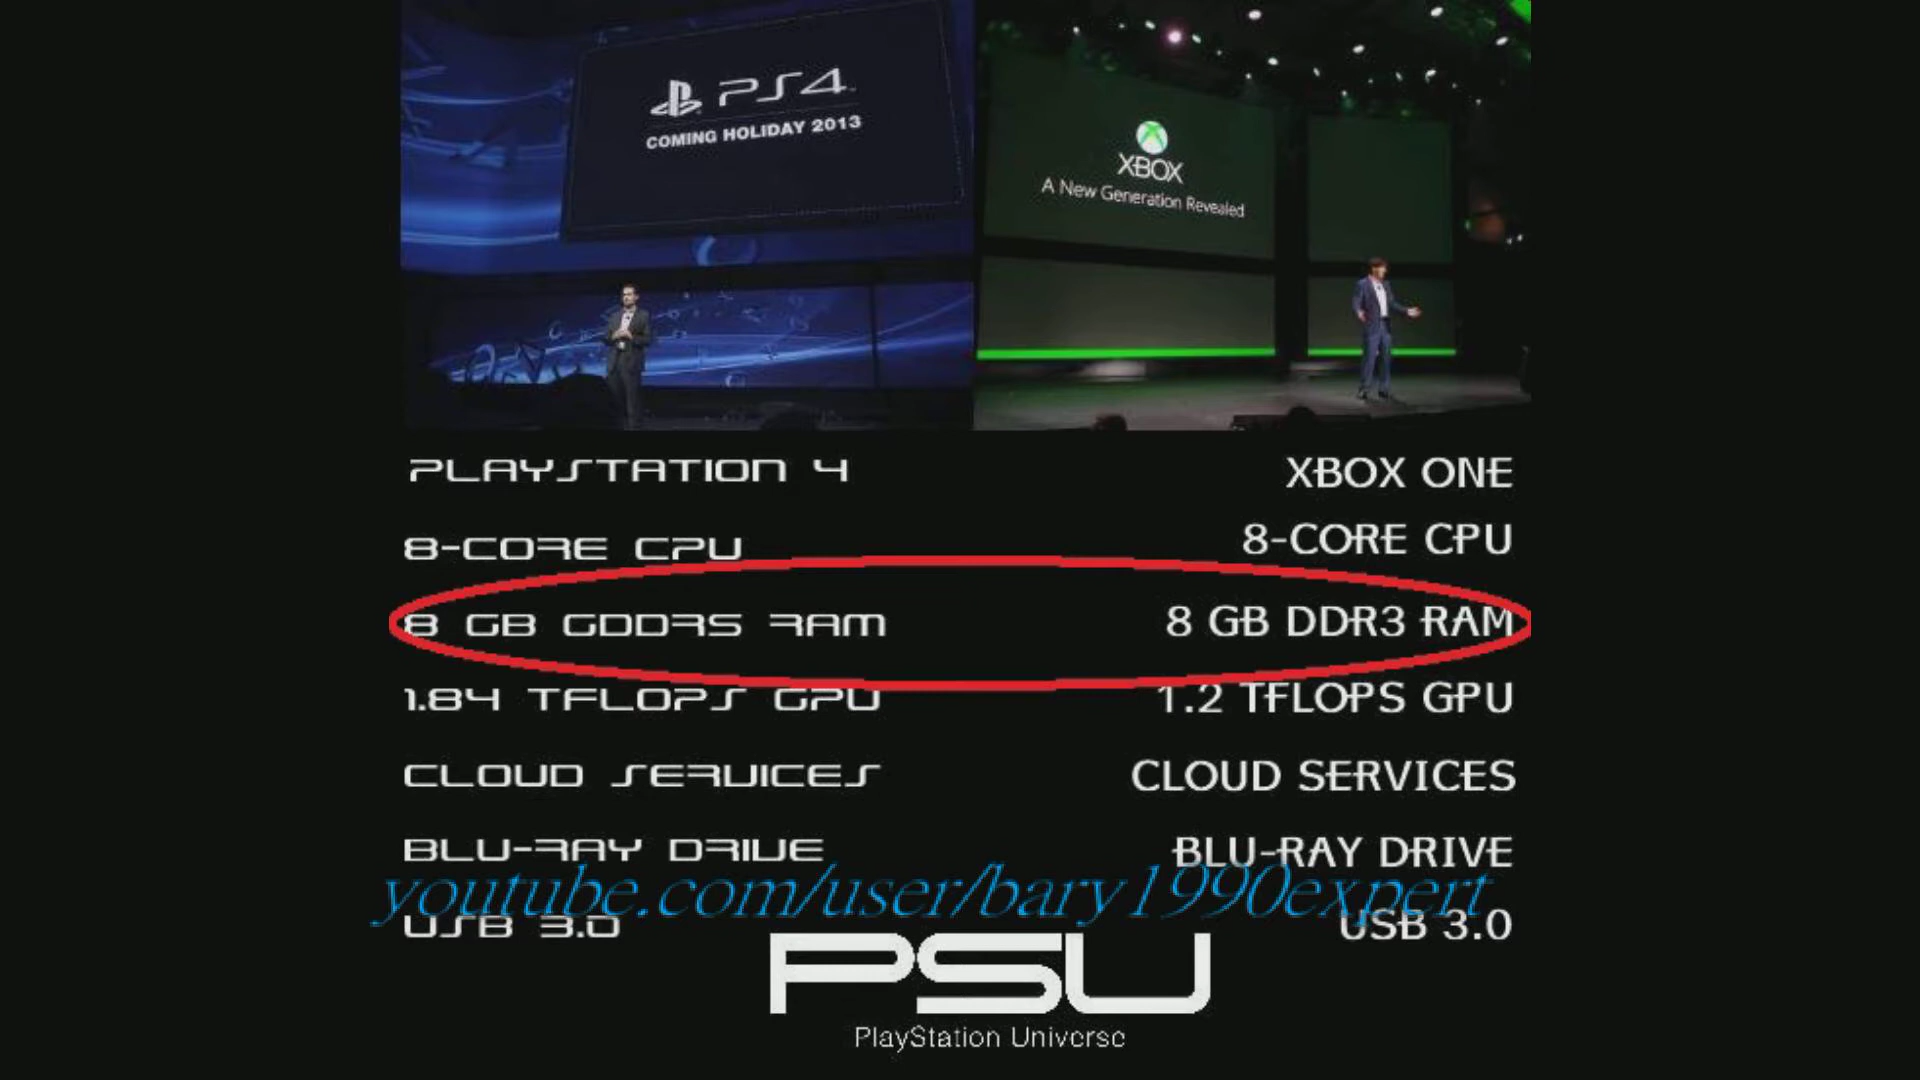 PS4
COMING HOLIDAY 2013
XBOX
A New Generation Revealed
PLAYSTATION 4
XBOX ONE
8-CORE CPU
8-CORE CPU
8 GB GDDR5 RAM
8 GB DDR3 RAM
1.84 TFLOPS GPU
1.2 TFLOPS GPU
CLOUD SERVICES
CLOUD SERVICES
BLU-RAY DRIVE
BLU-RAY DRIVE
youtube.com/user/bary1990expert
USB 3.0
USB 3.0
PSU
PlayStation Universe